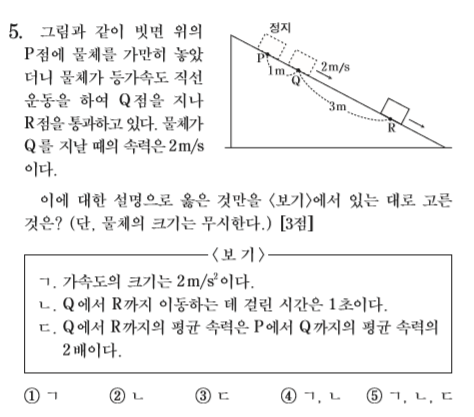 5. 그림과 같이 빗면 위의
P점에 물체를 가만히 놓았
더니 물체가 등가속도 직선
운동을 하여 Q점을 지나
R점을 통과하고 있다. 물체가
Q를 지날 때의 속력은 2m/s
이다.
정지
P
1m
Q
2m/s
3m
R
이에 대한 설명으로 옳은 것만을 <보기>에서 있는 대로 고른
것은? (단, 물체의 크기는 무시한다.) [3점]
<보 기>
ㄱ. 가속도의 크기는 2m/s²이다.
ㄴ. Q에서 R까지 이동하는 데 걸린 시간은 1초이다.
ㄷ. Q에서 R까지의 평균 속력은 P에서 Q까지의 평균 속력의
2배이다.
① ㄱ ② ㄴ ③ ㄷ ④ ㄱ, ㄴ ⑤ ㄱ, ㄴ, ㄷ